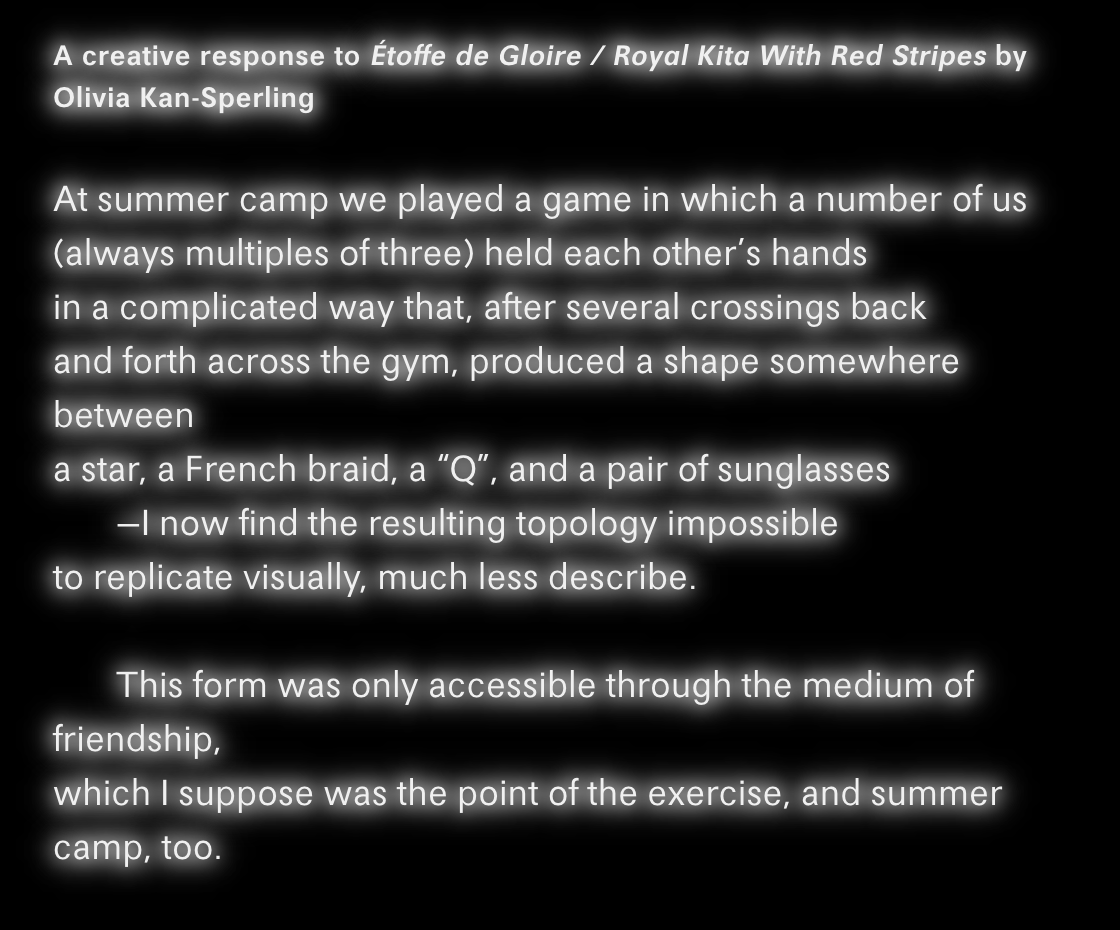 A creative response to Étoffe de Gloire / Royal Kita With Red Stripes by
Olivia Kan-Sperling
At summer camp we played a game in which a number of us
(always multiples of three) held each other’s hands
in a complicated way that, after several crossings back
and forth across the gym, produced a shape somewhere
between
a star, a French braid, a “Q”, and a pair of sunglasses
—I now find the resulting topology impossible
to replicate visually, much less describe.
This form was only accessible through the medium of
friendship,
which I suppose was the point of the exercise, and summer
camp, too.